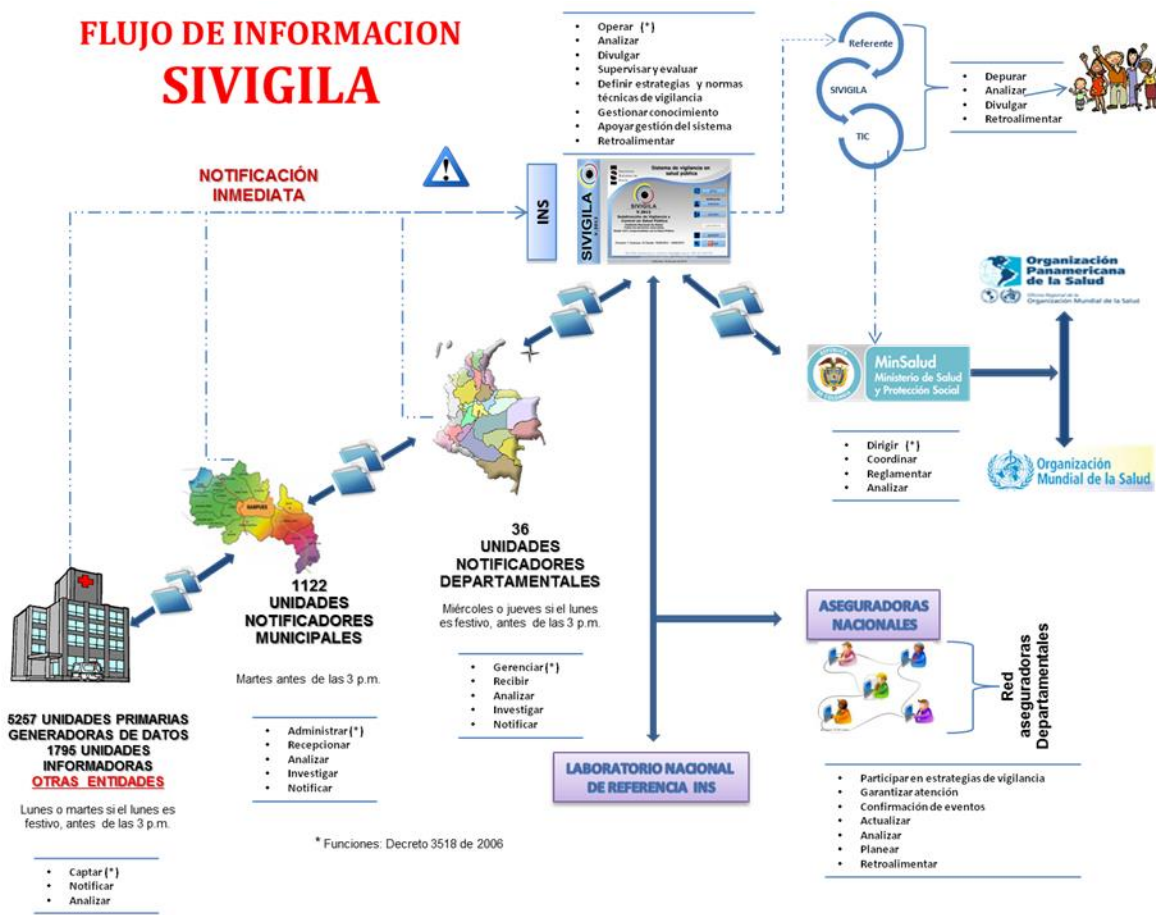 FLUJO DE INFORMACION
SIVIGILA
• Operar (*)
• Analizar
• Divulgar
• Supervisar y evaluar
• Definir estrategias y normas
técnicas de vigilancia
• Gestionar conocimiento
• Apoyar gestión del sistema
• Retroalimentar
Referente
SIVIGILA
TIC
• Depurar
• Analizar
• Divulgar
• Retroalimentar
NOTIFICACIÓN
INMEDIATA
INS
SIVIGILA
Sistema de vigilancia en
salud pública
SIVIGILA
Organización
Panamericana
de la Salud
Oficina Regional de la
Organización Mundial de la Salud
MinSalud
Ministerio de Salud
y Protección Social
• Dirigir (*)
• Coordinar
• Reglamentar
• Analizar
Organización
Mundial de la Salud
36
UNIDADES
NOTIFICADORES
DEPARTAMENTALES
Miércoles o jueves si el lunes
es festivo, antes de las 3 p.m.
• Gerenciar (*)
• Recibir
• Analizar
• Investigar
• Notificar
1122
UNIDADES
NOTIFICADORES
MUNICIPALES
Martes antes de las 3 p.m.
• Administrar (*)
• Recepcionar
• Analizar
• Investigar
• Notificar
5257 UNIDADES PRIMARIAS
GENERADORAS DE DATOS
1795 UNIDADES
INFORMADORAS
OTRAS ENTIDADES
Lunes o martes si el lunes es
festivo, antes de las 3 p.m.
• Captar (*)
• Notificar
• Analizar
* Funciones: Decreto 3518 de 2006
LABORATORIO NACIONAL
DE REFERENCIA INS
ASEGURADORAS
NACIONALES
Red
aseguradoras
Departamentales
• Participar en estrategias de vigilancia
• Garantizar atención
• Confirmación de eventos
• Actualizar
• Analizar
• Planear
• Retroalimentar